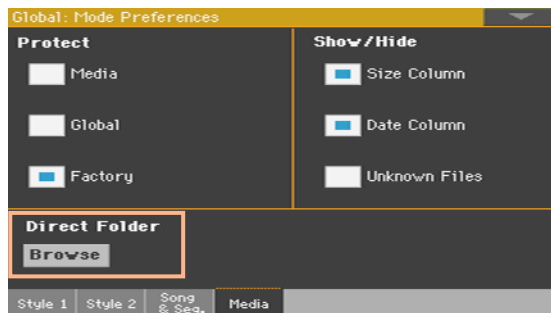 Global: Mode Preferences
Protect
Show/Hide
Media
Size Column
Global
Date Column
Factory
Unknown Files
Direct Folder
Browse
Style 1
Style 2
Song
& Seq.
Media